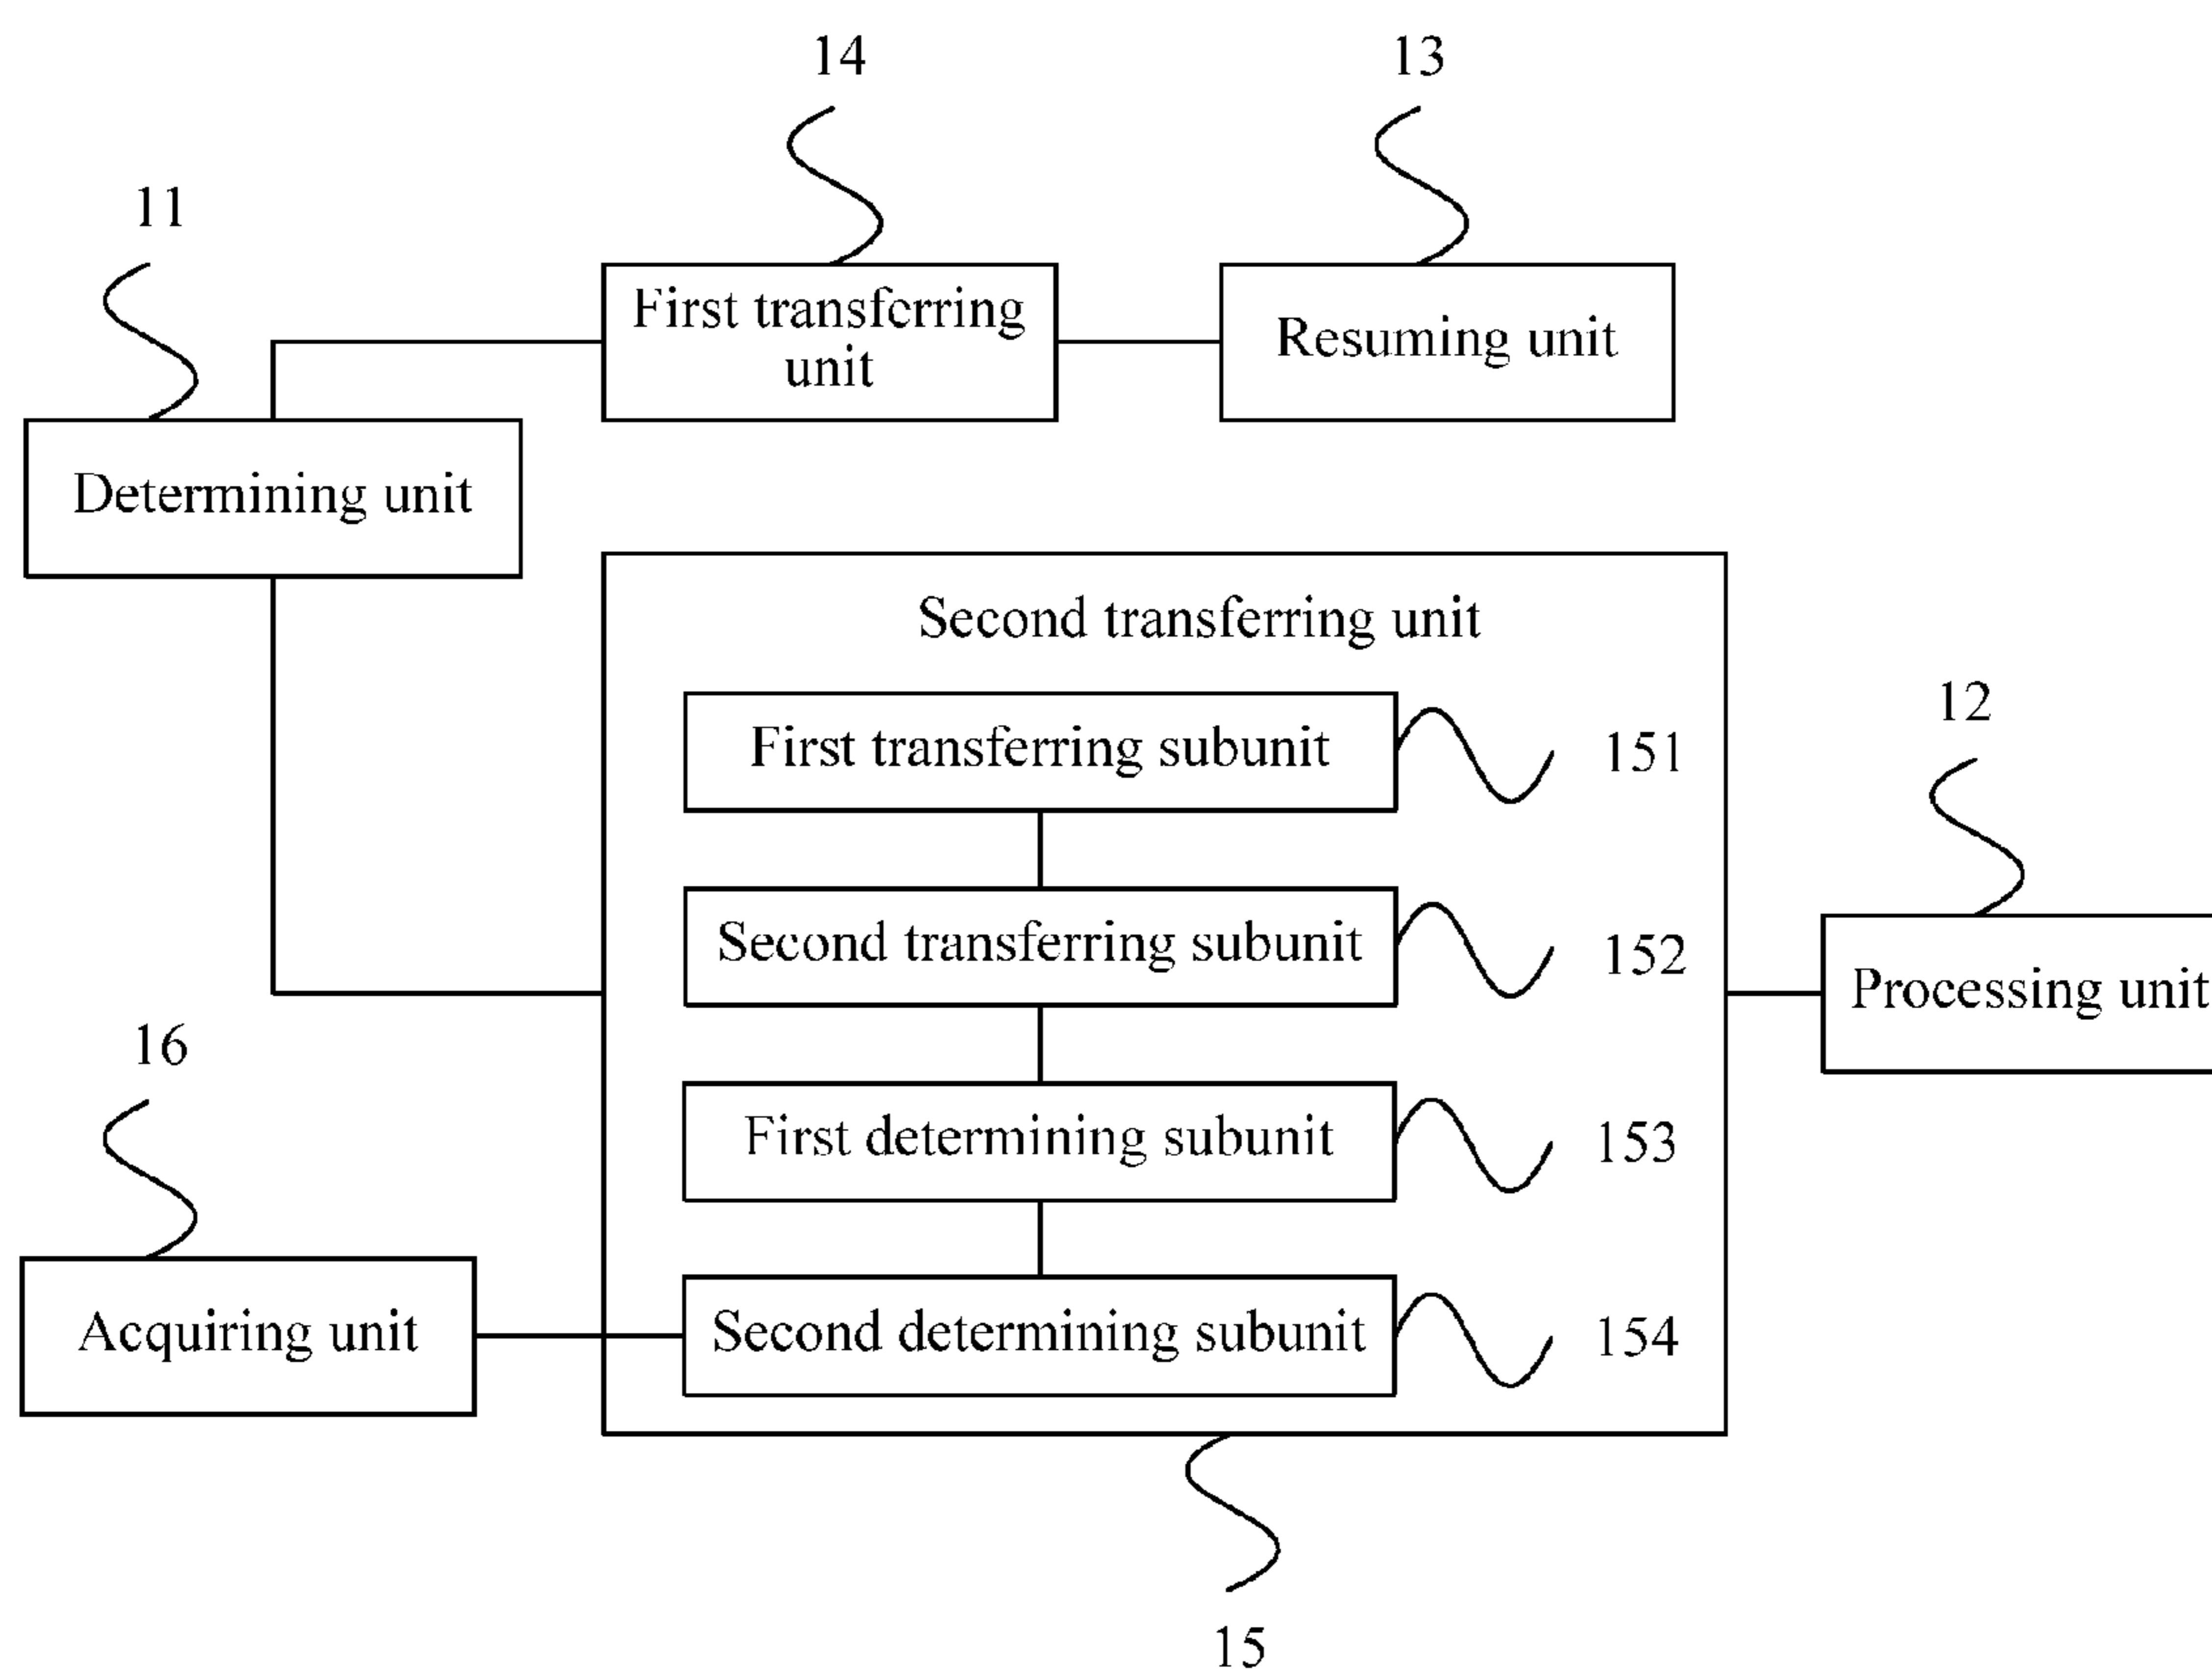 14
13
11
First transferring
unit
Resuming unit
Determining unit
Second transferring unit
12
First transferring subunit
151
Second transferring subunit
152
Processing unit
16
First determining subunit
153
Acquiring unit
Second determining subunit
154
15